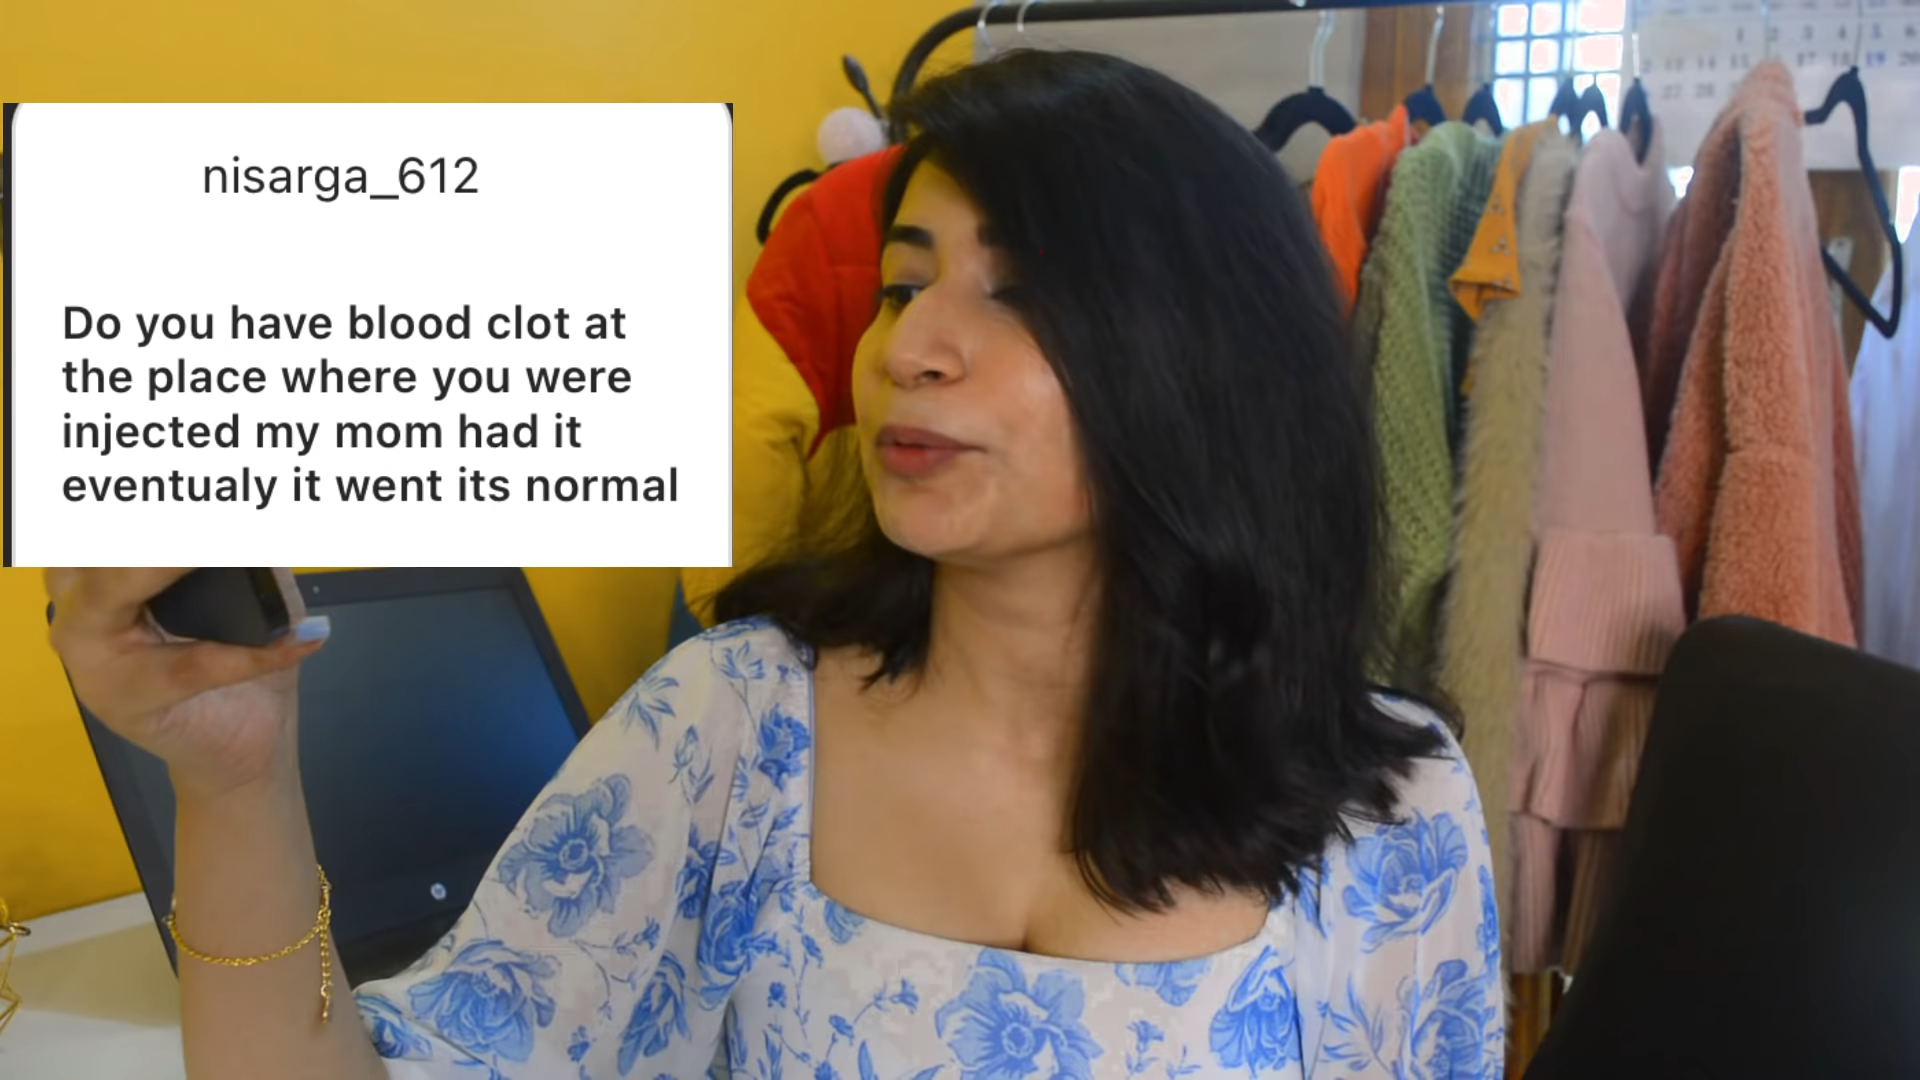 nisarga_612
Do you have blood clot at
the place where you were
injected my mom had it
eventualy it went its normal